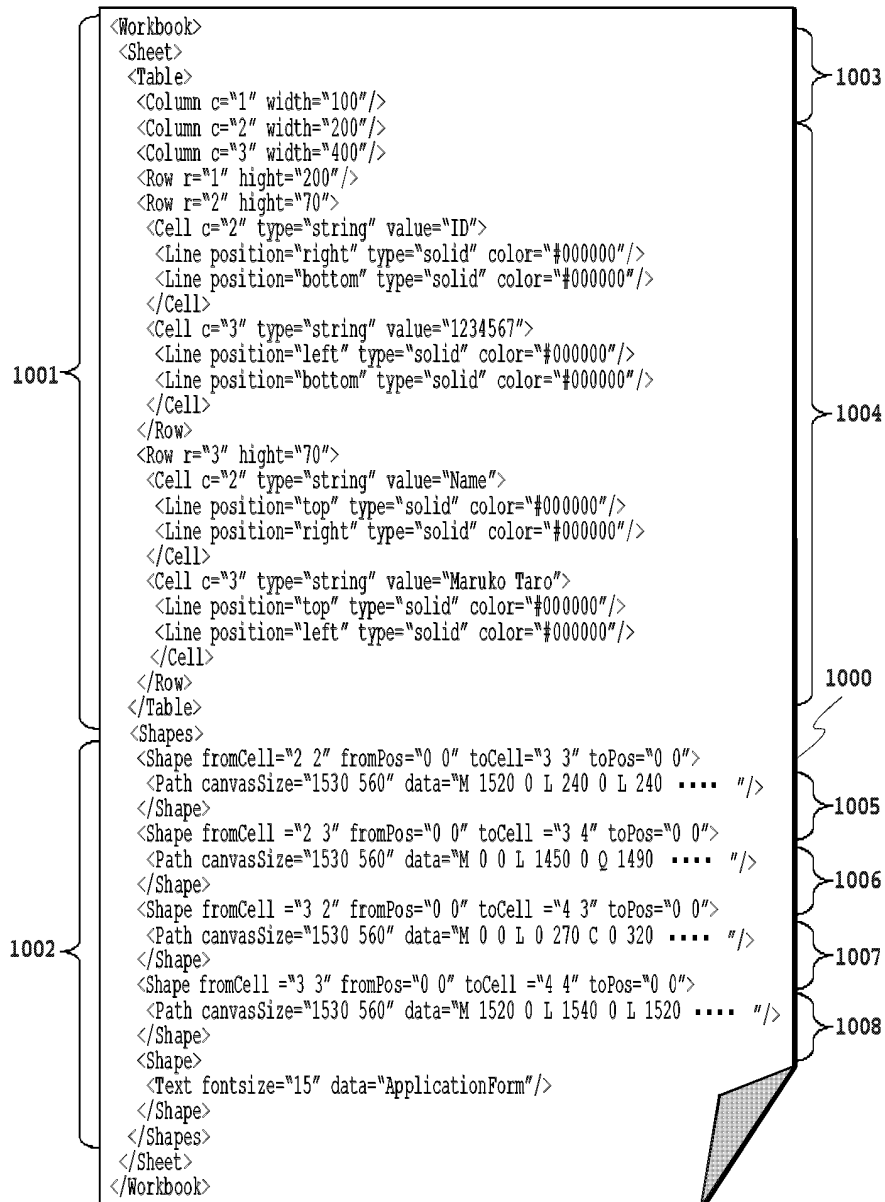 <Workbook>
<Sheet>
<Table>
<Column c="1" width="100"/>
<Column c="2" width="200"/>
<Column c="3" width="400"/>
<Row r="1" hight="200"/>
<Row r="2" hight="70">
<Cell c="2" type="string" value="ID">
<Line position="right" type="solid" color="#000000"/>
<Line position="bottom" type="solid" color="#000000"/>
</Cell>
<Cell c="3" type="string" value="1234567">
<Line position="left" type="solid" color="#000000"/>
<Line position="bottom" type="solid" color="#000000"/>
</Cell>
</Row>
<Row r="3" hight="70">
<Cell c="2" type="string" value="Name">
<Line position="top" type="solid" color="#000000"/>
<Line position="right" type="solid" color="#000000"/>
</Cell>
<Cell c="3" type="string" value="Maruko Taro">
<Line position="top" type="solid" color="#000000"/>
<Line position="left" type="solid" color="#000000"/>
</Cell>
</Row>
</Table>
<Shapes>
<Shape fromCell="2 2" fromPos="0 0" toCell="3 3" toPos="0 0">
<Path canvasSize="1530 560" data="M 1520 0 L 240 0 L 240 ···· "/>
</Shape>
<Shape fromCell ="2 3" fromPos="0 0" toCell ="3 4" toPos="0 0">
<Path canvasSize="1530 560" data="M 0 0 L 1450 0 Q 1490 ···· "/>
</Shape>
<Shape fromCell ="3 2" fromPos="0 0" toCell ="4 3" toPos="0 0">
<Path canvasSize="1530 560" data="M 0 0 L 0 270 C 0 320 ···· "/>
</Shape>
<Shape fromCell ="3 3" fromPos="0 0" toCell ="4 4" toPos="0 0">
<Path canvasSize="1530 560" data="M 1520 0 L 1540 0 L 1520 ···· "/>
</Shape>
<Shape>
<Text fontsize="15" data="ApplicationForm"/>
</Shape>
</Shapes>
</Sheet>
</Workbook>
1001
1002
1003
1004
1000
1005
1006
1007
1008